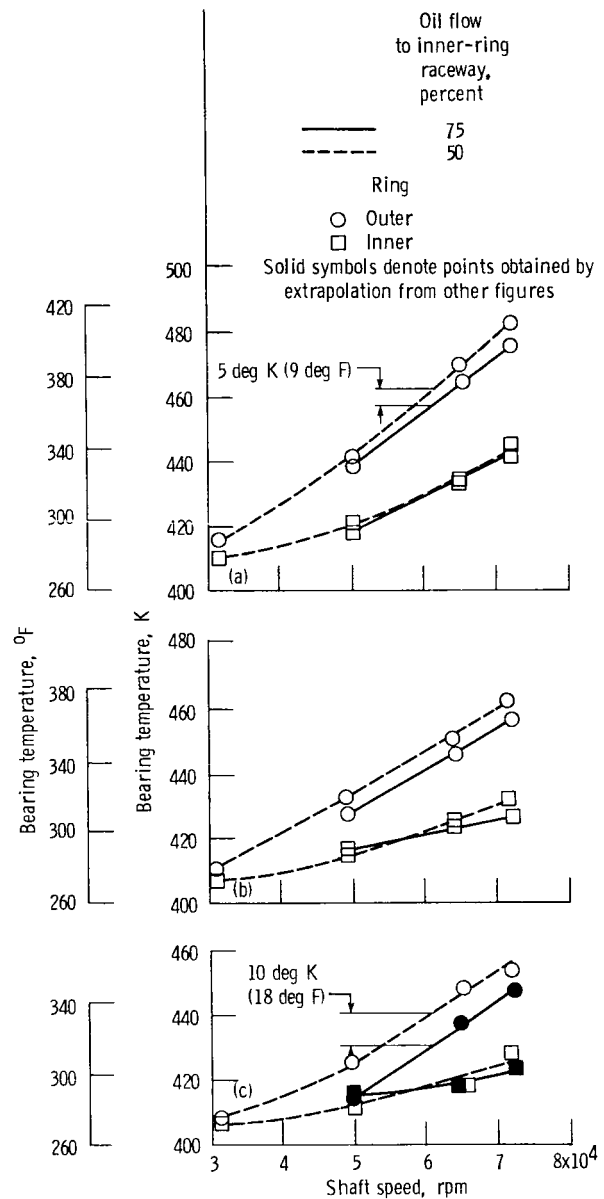 Oil flow
to inner-ring
raceway,
percent
75
50
Ring
Outer
Inner
Solid symbols denote points obtained by
extrapolation from other figures
500
420
480
5 deg K (9 deg F)
380
460
340
440
300
420
260
400
(a)
480
380
460
340
440
300
420
260
400
(b)
460
10 deg K
(18 deg F)
340
440
300
420
260
400
(c)
Bearing temperature, °F
Bearing temperature, K
3 4 5 6 7 8x10⁴
Shaft speed, rpm